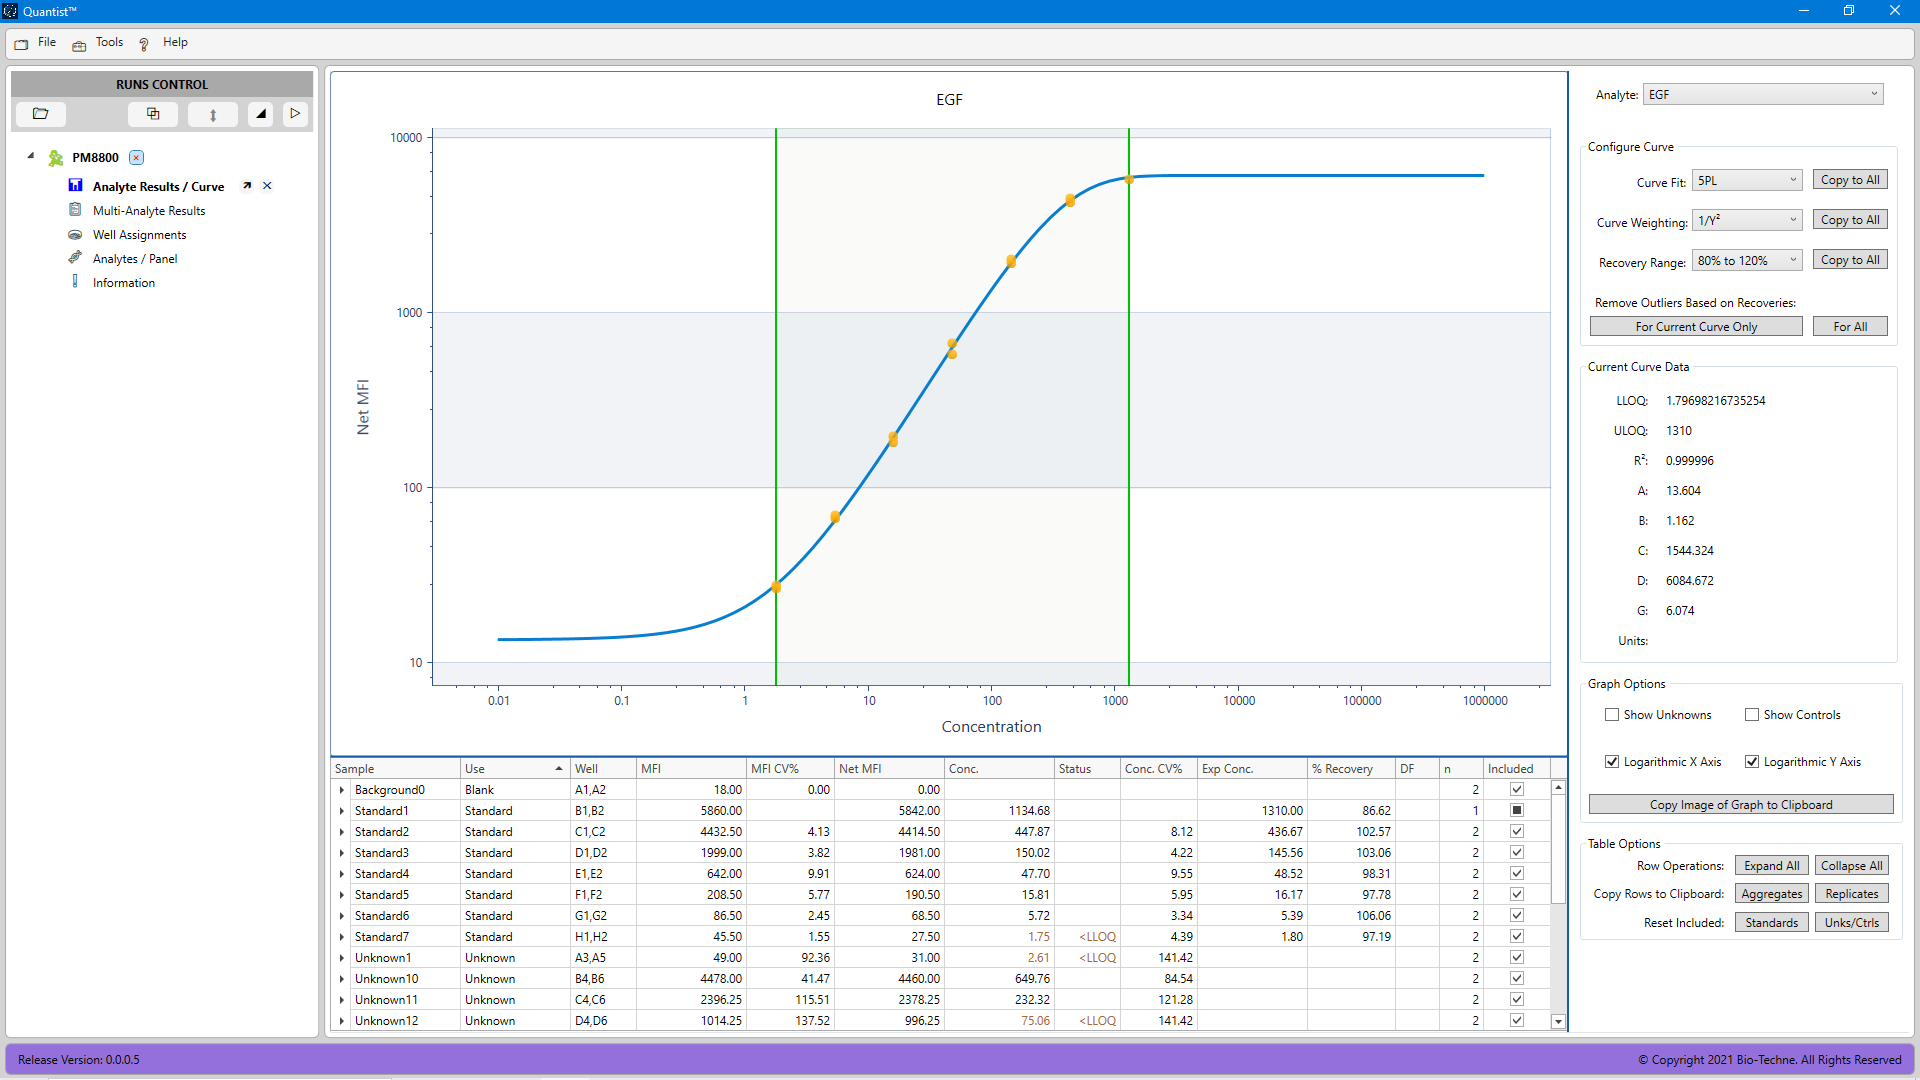 Quantist™
File Tools ? Help
RUNS CONTROL
PM8800
Analyte Results / Curve
Multi-Analyte Results
Well Assignments
Analytes / Panel
Information
EGF
Net MFI
10000
1000
100
10
0.01 0.1 1 10 100 1000 10000 100000 1000000
Concentration
Sample Use Well MFI MFI CV% Net MFI Conc. Status Conc. CV% Exp Conc. % Recovery DF n Included
Background0 Blank A1,A2 18.00 0.00 0.00 2
Standard1 Standard B1,B2 5860.00 5842.00 1134.68 1310.00 86.62 1
Standard2 Standard C1,C2 4432.50 4.13 4414.50 447.87 8.12 436.67 102.57 2
Standard3 Standard D1,D2 1999.00 3.82 1981.00 150.02 4.22 145.56 103.06 2
Standard4 Standard E1,E2 642.00 9.91 624.00 47.70 9.55 48.52 98.31 2
Standard5 Standard F1,F2 208.50 5.77 190.50 15.81 5.95 16.17 97.78 2
Standard6 Standard G1,G2 86.50 2.45 68.50 5.72 3.34 5.39 106.06 2
Standard7 Standard H1,H2 45.50 1.55 27.50 1.75 <LLOQ 4.39 1.80 97.19 2
Unknown1 Unknown A3,A5 49.00 92.36 31.00 2.61 <LLOQ 141.42 2
Unknown10 Unknown B4,B6 4478.00 41.47 4460.00 649.76 84.54 2
Unknown11 Unknown C4,C6 2396.25 115.51 2378.25 232.32 121.28 2
Unknown12 Unknown D4,D6 1014.25 137.52 996.25 75.06 <LLOQ 141.42 2
Analyte: EGF
Configure Curve
Curve Fit: 5PL Copy to All
Curve Weighting: 1/Y² Copy to All
Recovery Range: 80% to 120% Copy to All
Remove Outliers Based on Recoveries:
For Current Curve Only For All
Current Curve Data
LLOQ: 1.79698216735254
ULOQ: 1310
R²: 0.999996
A: 13.604
B: 1.162
C: 1544.324
D: 6084.672
G: 6.074
Units:
Graph Options
Show Unknowns Show Controls
Logarithmic X Axis Logarithmic Y Axis
Copy Image of Graph to Clipboard
Table Options
Row Operations: Expand All Collapse All
Copy Rows to Clipboard: Aggregates Replicates
Reset Included: Standards Unks/Ctrls
Release Version: 0.0.0.5
© Copyright 2021 Bio-Techne. All Rights Reserved